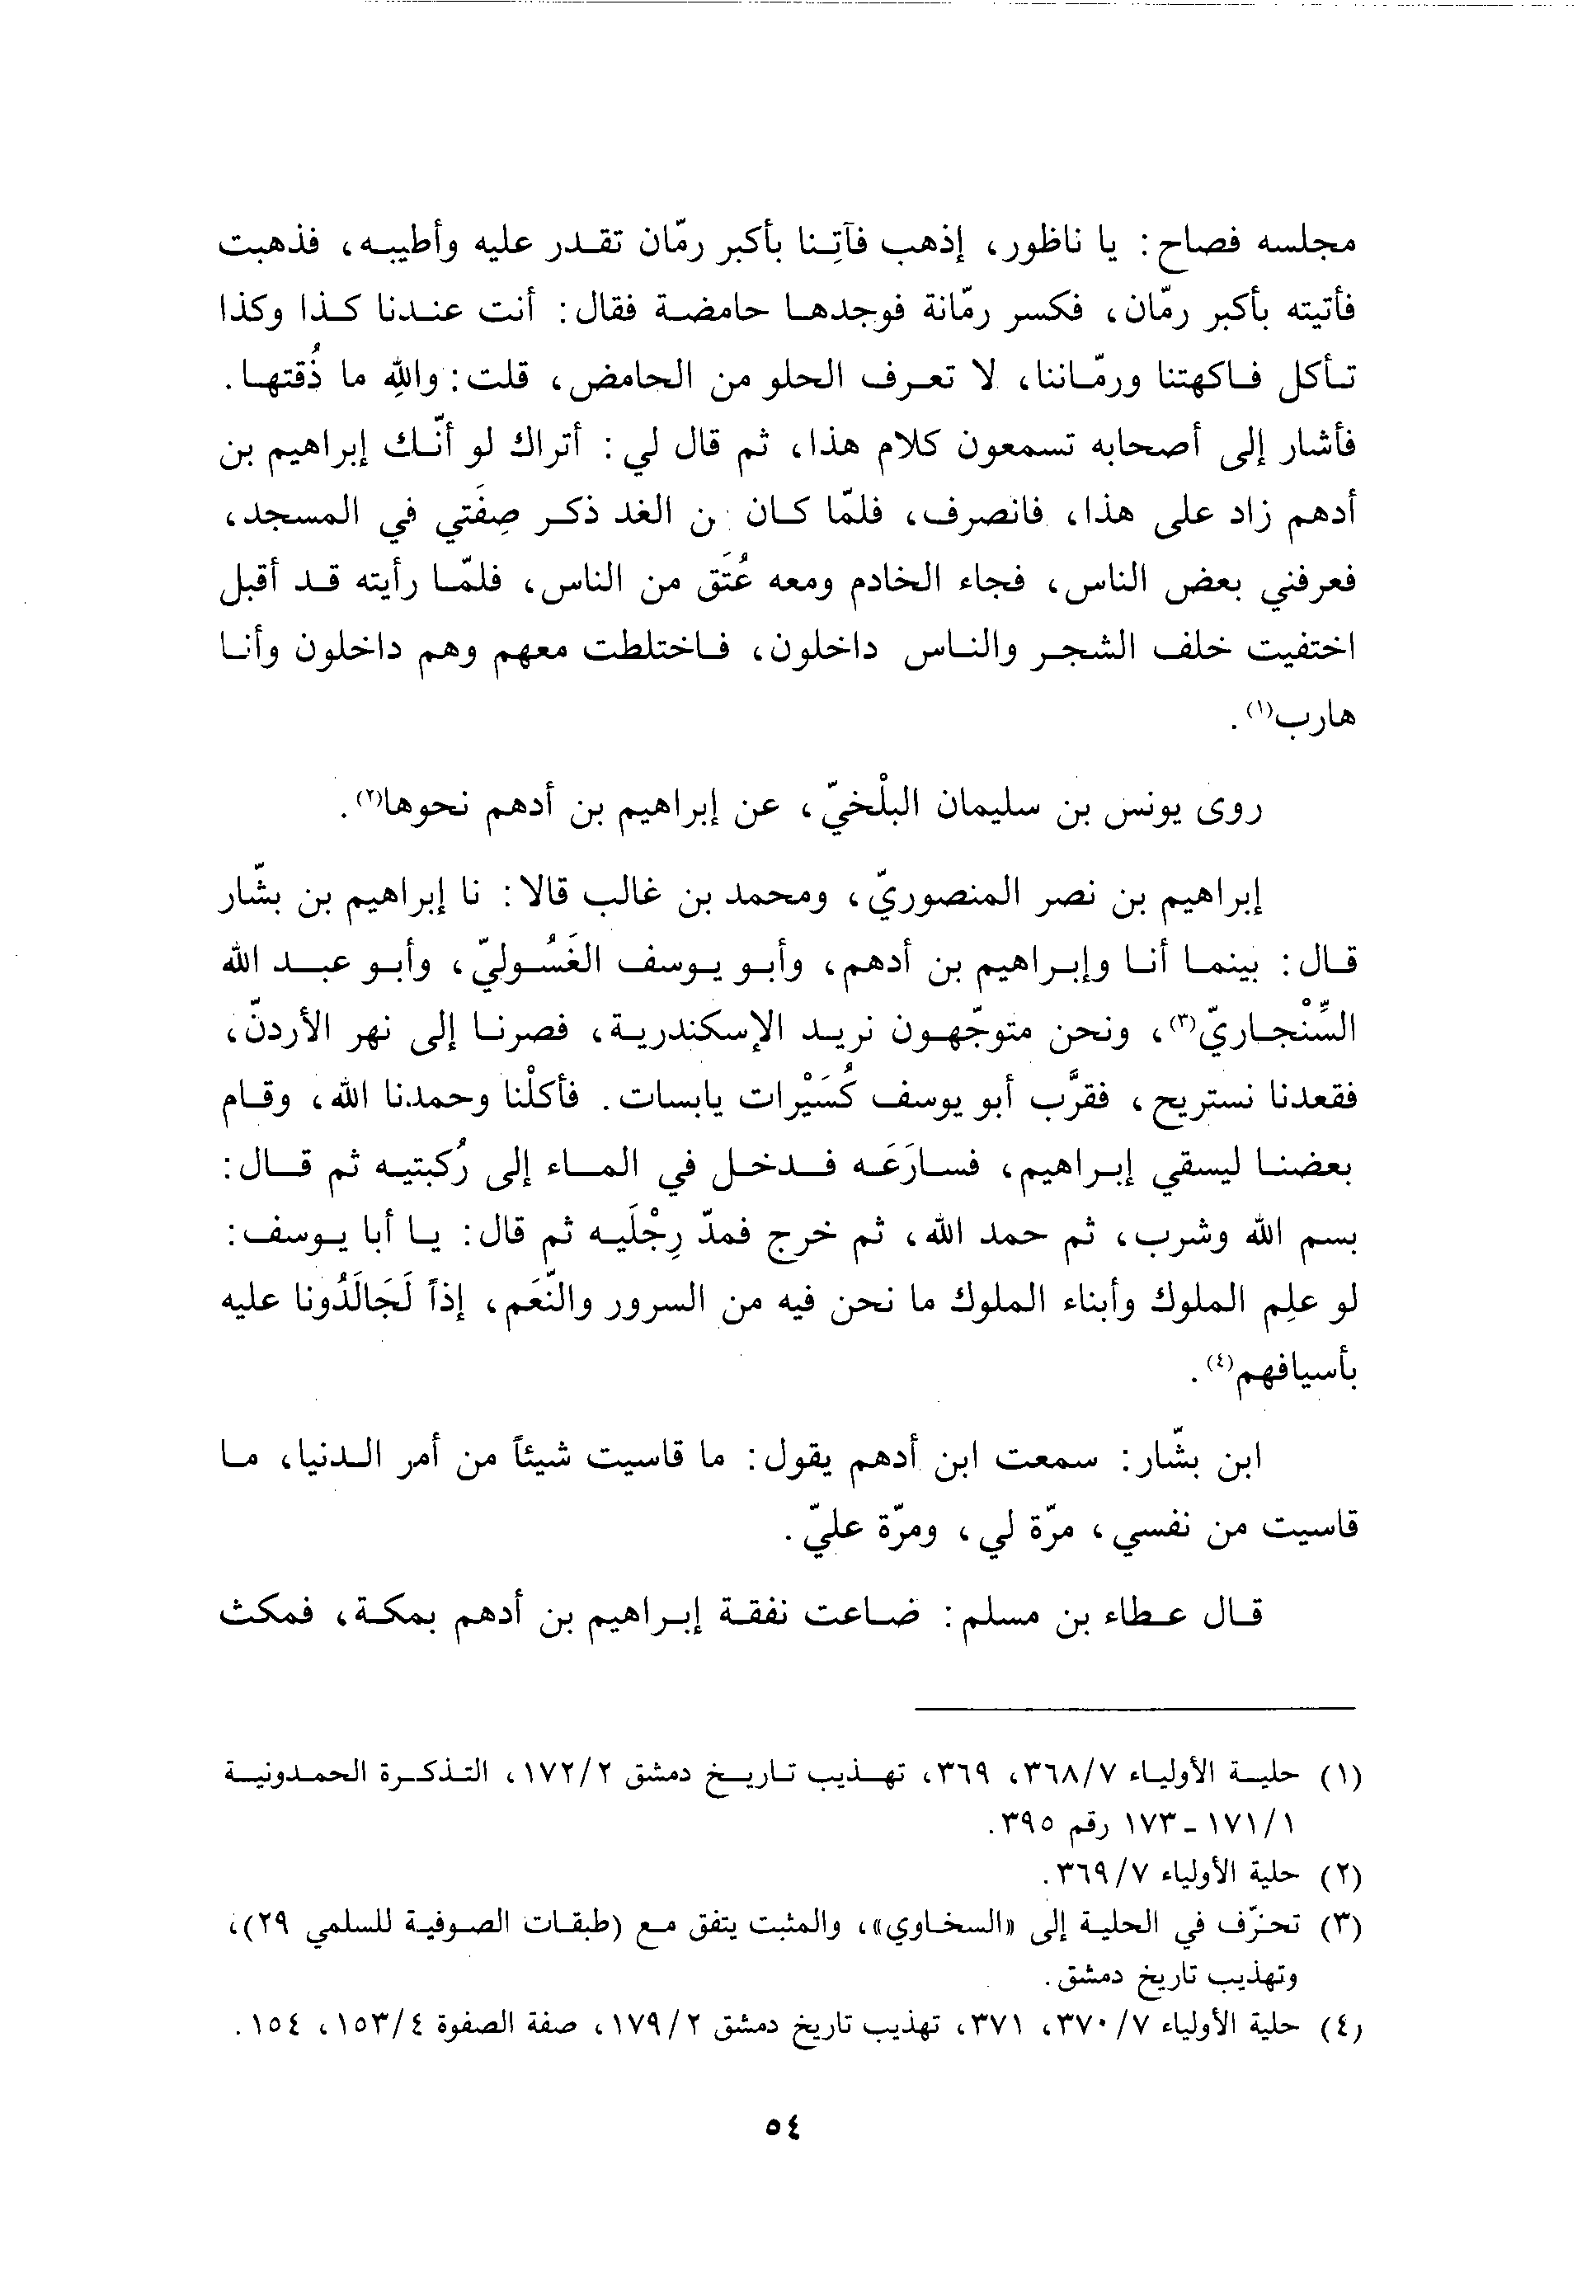 مجلسه فصاح: يا ناظور، إذهب فآتِنا بأكبر رمّان تقدر عليه وأطيبه، فذهبت
فأتيته بأكبر رمّان، فكسر رمّانة فوجدها حامضة فقال: أنت عندنا كذا وكذا
تأكل فاكهتنا ورمّاننا، لا تعرف الحلو من الحامض، قلت: واللهِ ما ذُقتها.
فأشار إلى أصحابه تسمعون كلام هذا، ثم قال لي: أتراك لو أنّك إبراهيم بن
أدهم زاد على هذا، فانصرف، فلمّا كان من الغد ذكر صِفَتي في المسجد،
فعرفني بعض الناس، فجاء الخادم ومعه عُتَق من الناس، فلمّا رأيته قد أقبل
اختفيت خلف الشجر والناس داخلون، فاختلطت معهم وهم داخلون وأنا
هارب(١).
روى يونس بن سليمان البلْخيّ، عن إبراهيم بن أدهم نحوها(٢).
إبراهيم بن نصر المنصوريّ، ومحمد بن غالب قالا: نا إبراهيم بن بشّار
قال: بينما أنا وإبراهيم بن أدهم، وأبو يوسف الغَسُوليّ، وأبو عبد الله
السِّنْجاريّ(٣)، ونحن متوجّهون نريد الإسكندرية، فصرنا إلى نهر الأردنّ،
فقعدنا نستريح، فقرَّب أبو يوسف كُسَيْرات يابسات. فأكلْنا وحمدنا الله، وقام
بعضنا ليسقي إبراهيم، فسارَعَه فدخل في الماء إلى رُكبتيه ثم قال:
بسم الله وشرب، ثم حمد الله، ثم خرج فمدّ رِجْلَيه ثم قال: يا أبا يوسف:
لو علِم الملوك وأبناء الملوك ما نحن فيه من السرور والنّعَم، إذاً لَجَالَدُونا عليه
بأسيافهم(٤).
ابن بشّار: سمعت ابن أدهم يقول: ما قاسيت شيئاً من أمر الدنيا، ما
قاسيت من نفسي، مرّة لي، ومرّة عليّ.
قال عطاء بن مسلم: ضاعت نفقة إبراهيم بن أدهم بمكة، فمكث
(١) حلية الأولياء ٣٦٨/٧، ٣٦٩، تهذيب تاريخ دمشق ١٧٢/٢، التذكرة الحمدونية
١٧١/١ - ١٧٣ رقم ٣٩٥.
(٢) حلية الأولياء ٣٦٩/٧.
(٣) تحرّف في الحلية إلى «السخاوي»، والمثبت يتفق مع (طبقات الصوفية للسلمي ٢٩)،
وتهذيب تاريخ دمشق.
(٤) حلية الأولياء ٣٧٠/٧، ٣٧١، تهذيب تاريخ دمشق ١٧٩/٢، صفة الصفوة ١٥٣/٤، ١٥٤.
٥٤